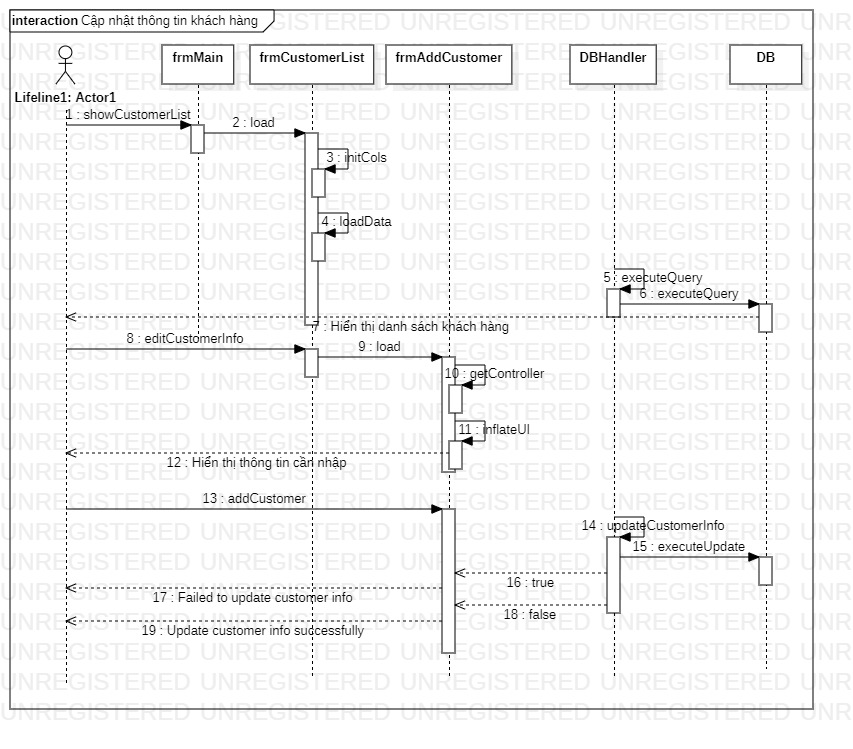 interaction Cập nhật thông tin khách hàng
frmMain
frmCustomerList
frmAddCustomer
DBHandler
DB
Lifeline1: Actor1
1 : showCustomerList
2 : load
3 : initCols
4 : loadData
5 : executeQuery
6 : executeQuery
7 : Hiển thị danh sách khách hàng
8 : editCustomerInfo
9 : load
10 : getController
11 : inflateUI
12 : Hiển thị thông tin cần nhập
13 : addCustomer
14 : updateCustomerInfo
15 : executeUpdate
16 : true
17 : Failed to update customer info
18 : false
19 : Update customer info successfully
UNREGISTERED